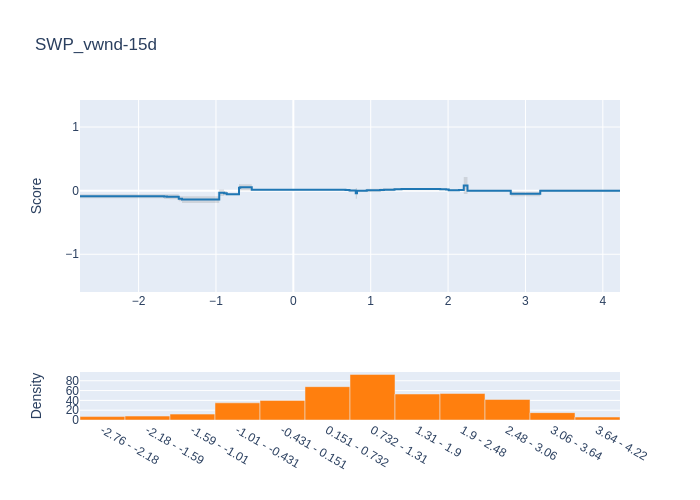 SWP_vwnd-15d
Score
1
0
−1
−2
−1
0
1
2
3
4
Density
80
60
40
20
0
-2.76 - -2.18
-2.18 - -1.59
-1.59 - -1.01
-1.01 - -0.431
-0.431 - 0.151
0.151 - 0.732
0.732 - 1.31
1.31 - 1.9
1.9 - 2.48
2.48 - 3.06
3.06 - 3.64
3.64 - 4.22